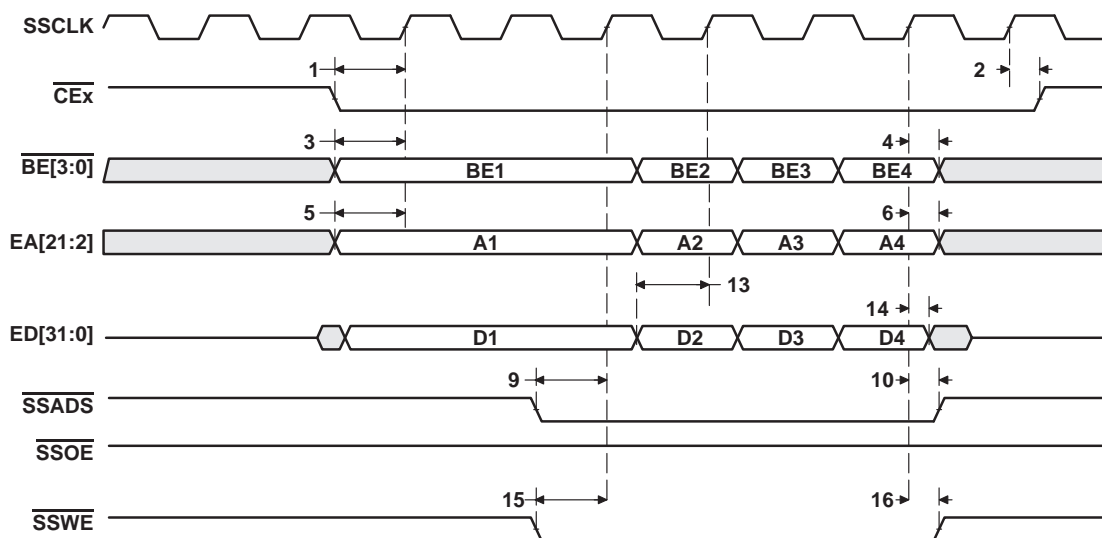 SSCLK
1
2
CEx
3
4
BE[3:0]
BE1
BE2
BE3
BE4
5
6
EA[21:2]
A1
A2
A3
A4
13
14
ED[31:0]
D1
D2
D3
D4
9
10
SSADS
SSOE
15
16
SSWE